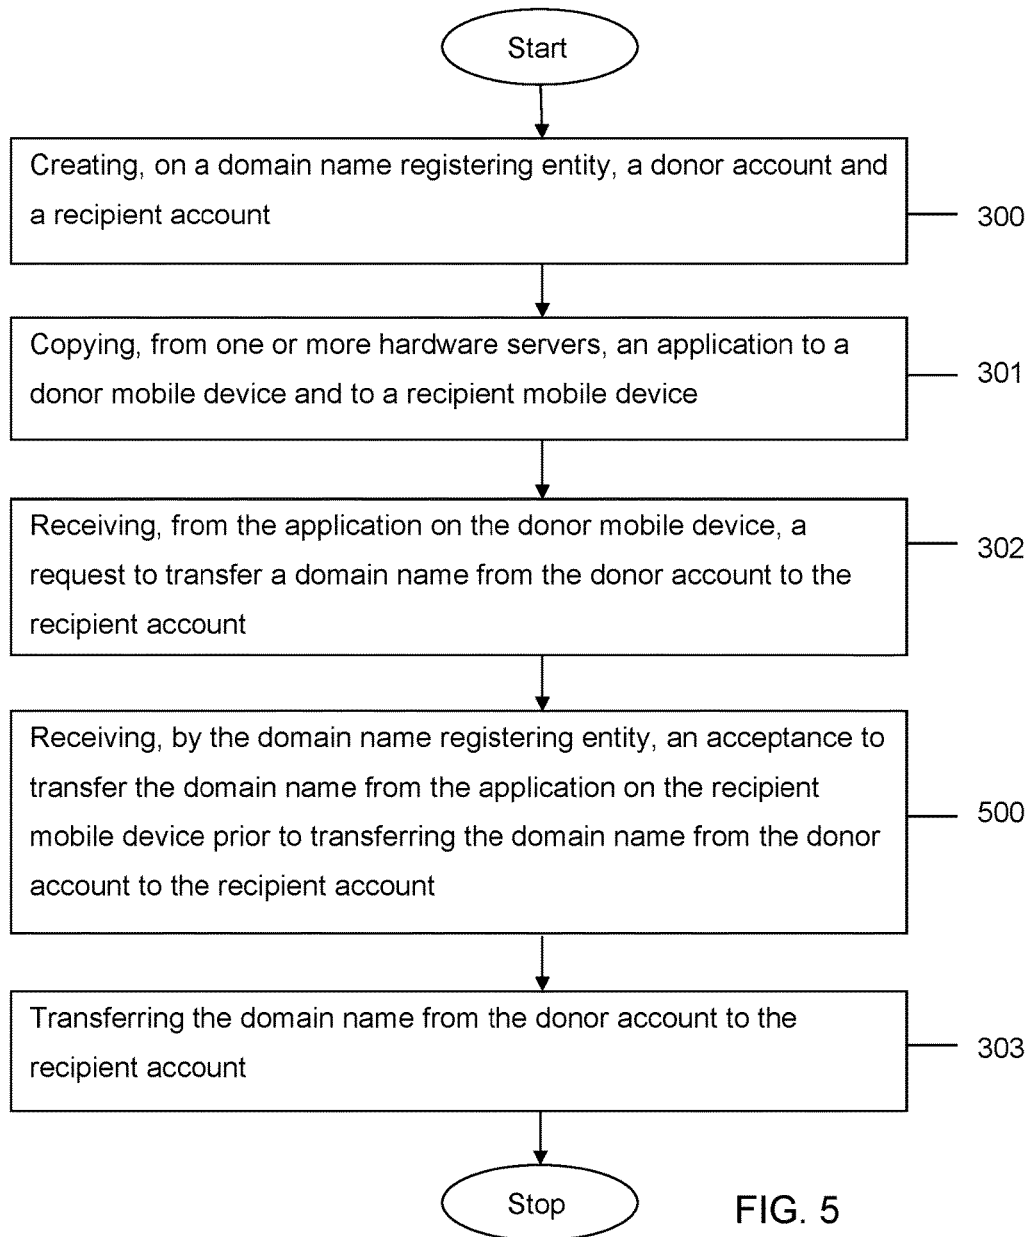 Start
Creating, on a domain name registering entity, a donor account and
a recipient account
300
Copying, from one or more hardware servers, an application to a
donor mobile device and to a recipient mobile device
301
Receiving, from the application on the donor mobile device, a
request to transfer a domain name from the donor account to the
recipient account
302
Receiving, by the domain name registering entity, an acceptance to
transfer the domain name from the application on the recipient
mobile device prior to transferring the domain name from the donor
account to the recipient account
500
Transferring the domain name from the donor account to the
recipient account
303
Stop
FIG. 5